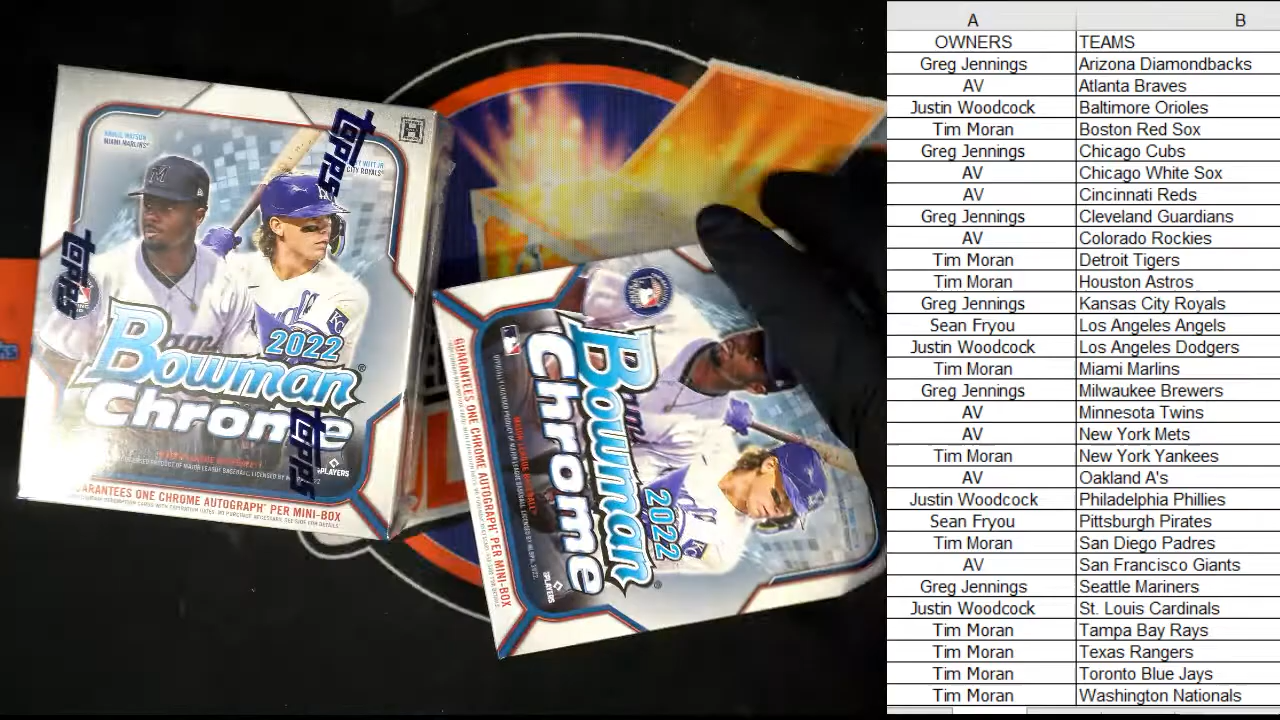 KAHLIL WATSON
MIAMI MARLINS
topps
topps
topps
2022
Bowman
Chrome
GUARANTEES ONE CHROME AUTOGRAPH* PER MINI-BOX
2022
Bowman
Chrome
GUARANTEES ONE CHROME AUTOGRAPH* PER MINI-BOX
A B
OWNERS TEAMS
Greg Jennings Arizona Diamondbacks
AV Atlanta Braves
Justin Woodcock Baltimore Orioles
Tim Moran Boston Red Sox
Greg Jennings Chicago Cubs
AV Chicago White Sox
AV Cincinnati Reds
Greg Jennings Cleveland Guardians
AV Colorado Rockies
Tim Moran Detroit Tigers
Tim Moran Houston Astros
Greg Jennings Kansas City Royals
Sean Fryou Los Angeles Angels
Justin Woodcock Los Angeles Dodgers
Tim Moran Miami Marlins
Greg Jennings Milwaukee Brewers
AV Minnesota Twins
AV New York Mets
Tim Moran New York Yankees
AV Oakland A's
Justin Woodcock Philadelphia Phillies
Sean Fryou Pittsburgh Pirates
Tim Moran San Diego Padres
AV San Francisco Giants
Greg Jennings Seattle Mariners
Justin Woodcock St. Louis Cardinals
Tim Moran Tampa Bay Rays
Tim Moran Texas Rangers
Tim Moran Toronto Blue Jays
Tim Moran Washington Nationals